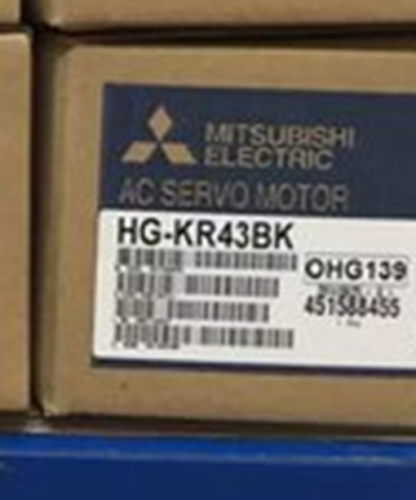 MITSUBISHI
ELECTRIC
AC SERVO MOTOR
HG-KR43BK
OHG139
451588455